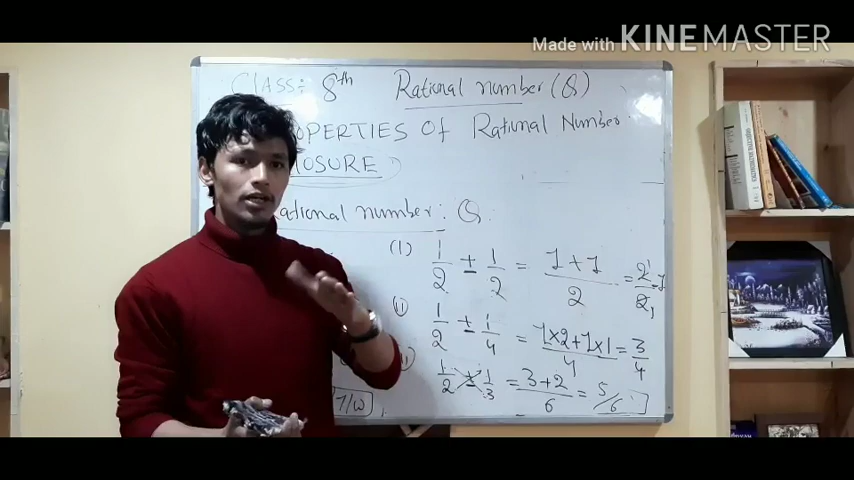 Made with KINEMASTER
CLASS:- 8th Rational number (Q)
OPERTIES OF Rational Number
LOSURE
Rational number : Q
(i) 1/2 ± 1/2 = 1+1/2 = 2/2 = 1
(ii) 1/2 ± 1/4 = 1×2+1×1/4 = 3/4
1/2 ± 1/3 = 3+2/6 = 5/6
H/W